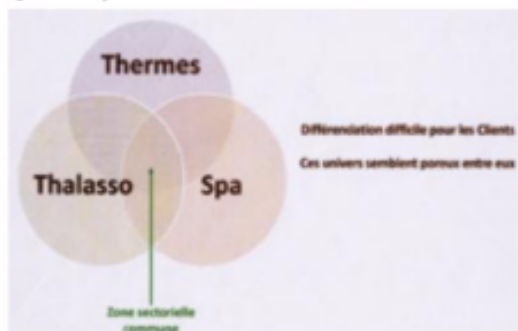 Thermes
Différenciation difficile pour les Clients
Ces univers semblent poreux entre eux
Thalasso
Spa
Zone sectorielle
commune